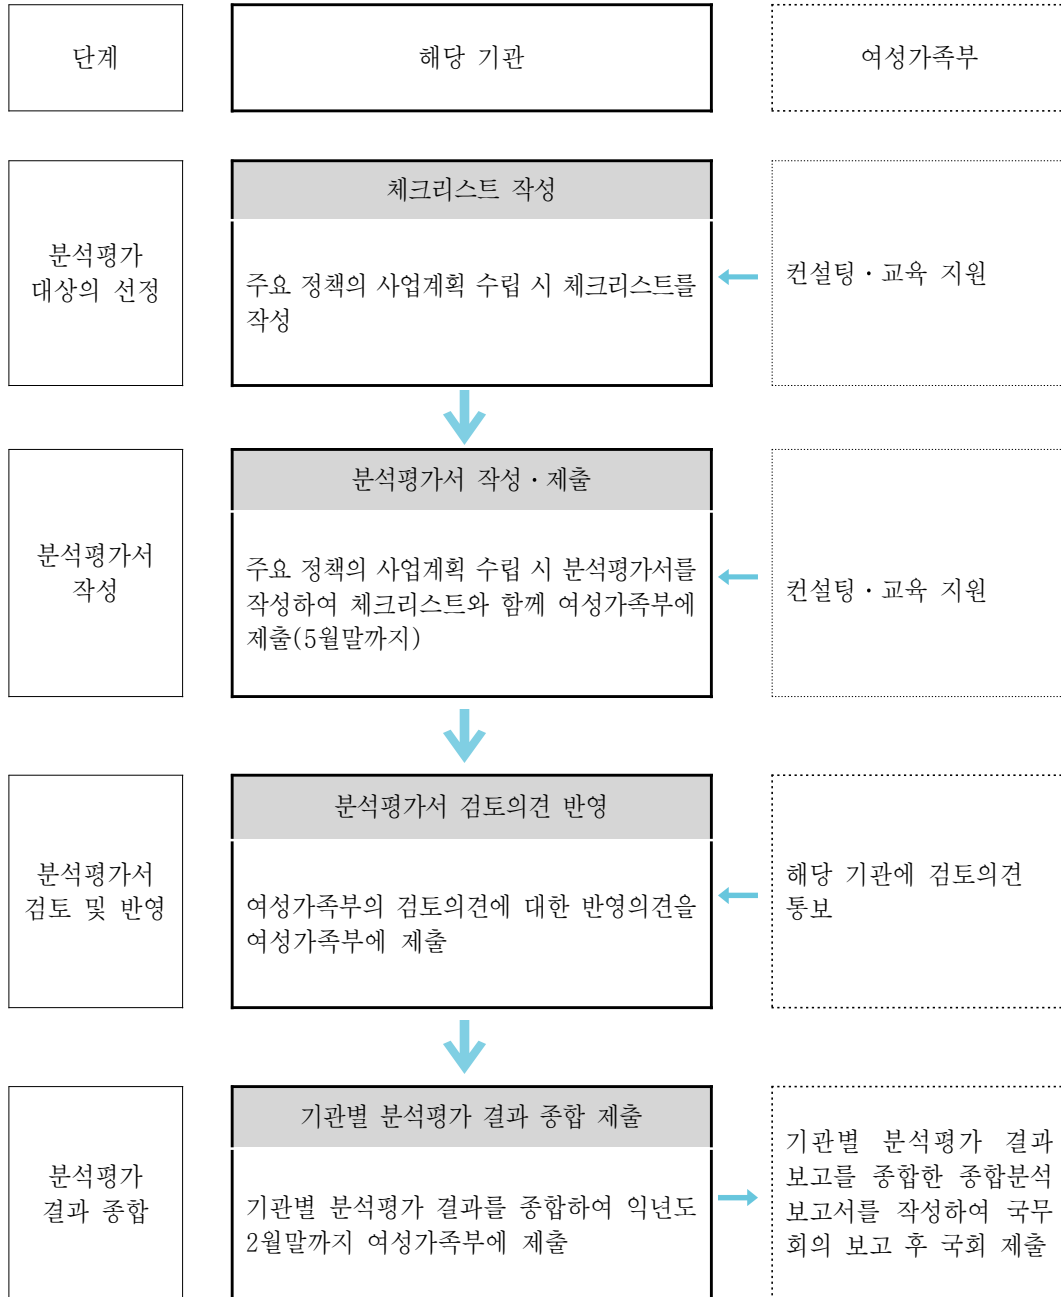 단계
해당 기관
여성가족부
분석평가
대상의 선정
체크리스트 작성
주요 정책의 사업계획 수립 시 체크리스트를
작성
컨설팅·교육 지원
분석평가서
작성
분석평가서 작성·제출
주요 정책의 사업계획 수립 시 분석평가서를
작성하여 체크리스트와 함께 여성가족부에
제출(5월말까지)
컨설팅·교육 지원
분석평가서
검토 및 반영
분석평가서 검토의견 반영
여성가족부의 검토의견에 대한 반영의견을
여성가족부에 제출
해당 기관에 검토의견
통보
분석평가
결과 종합
기관별 분석평가 결과 종합 제출
기관별 분석평가 결과를 종합하여 익년도
2월말까지 여성가족부에 제출
기관별 분석평가 결과
보고를 종합한 종합분석
보고서를 작성하여 국무
회의 보고 후 국회 제출